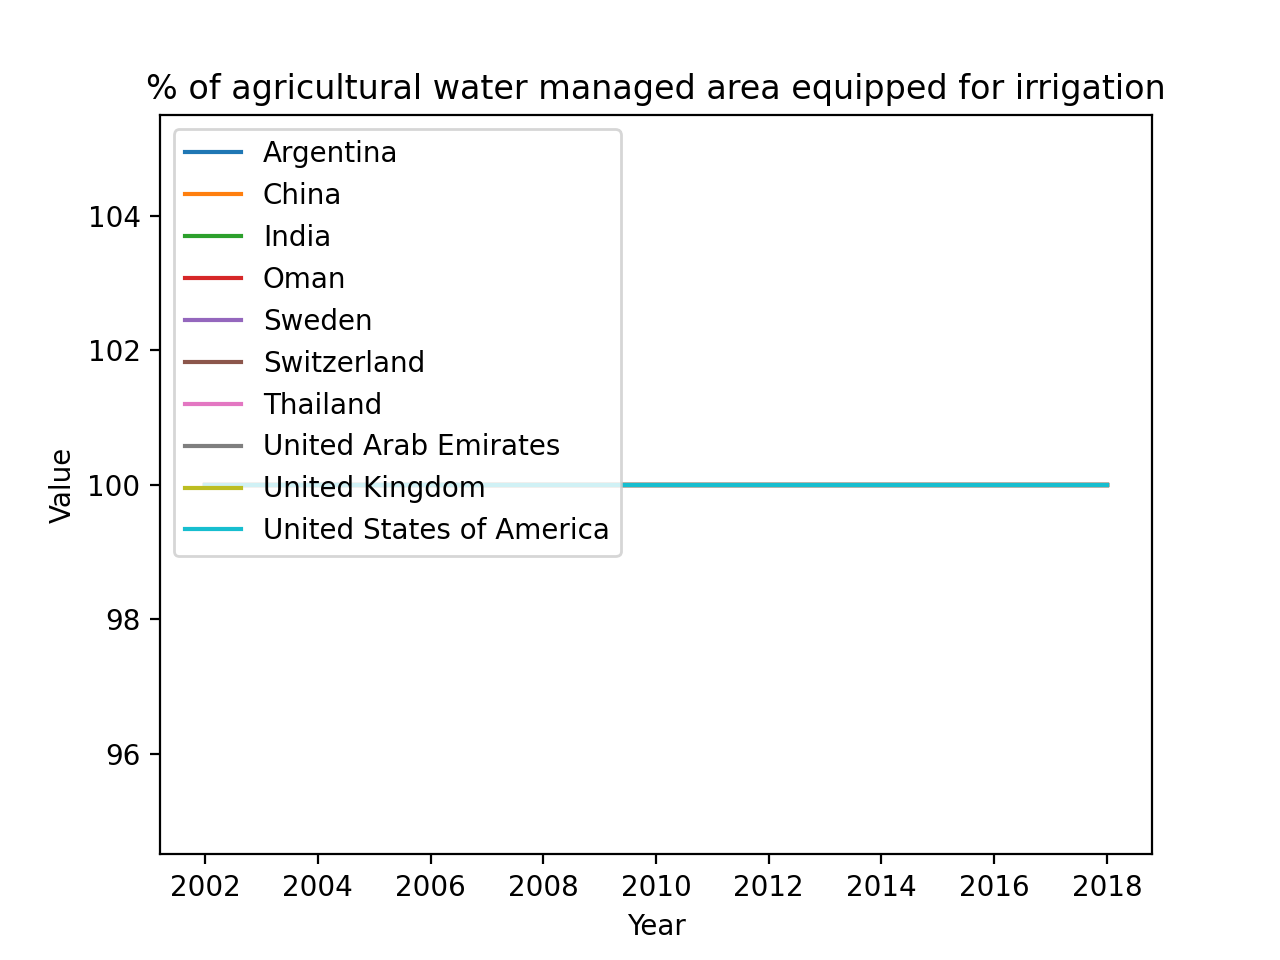 % of agricultural water managed area equipped for irrigation
Argentina
China
India
Oman
Sweden
Switzerland
Thailand
United Arab Emirates
United Kingdom
United States of America
104
102
100
98
96
Value
2002 2004 2006 2008 2010 2012 2014 2016 2018
Year